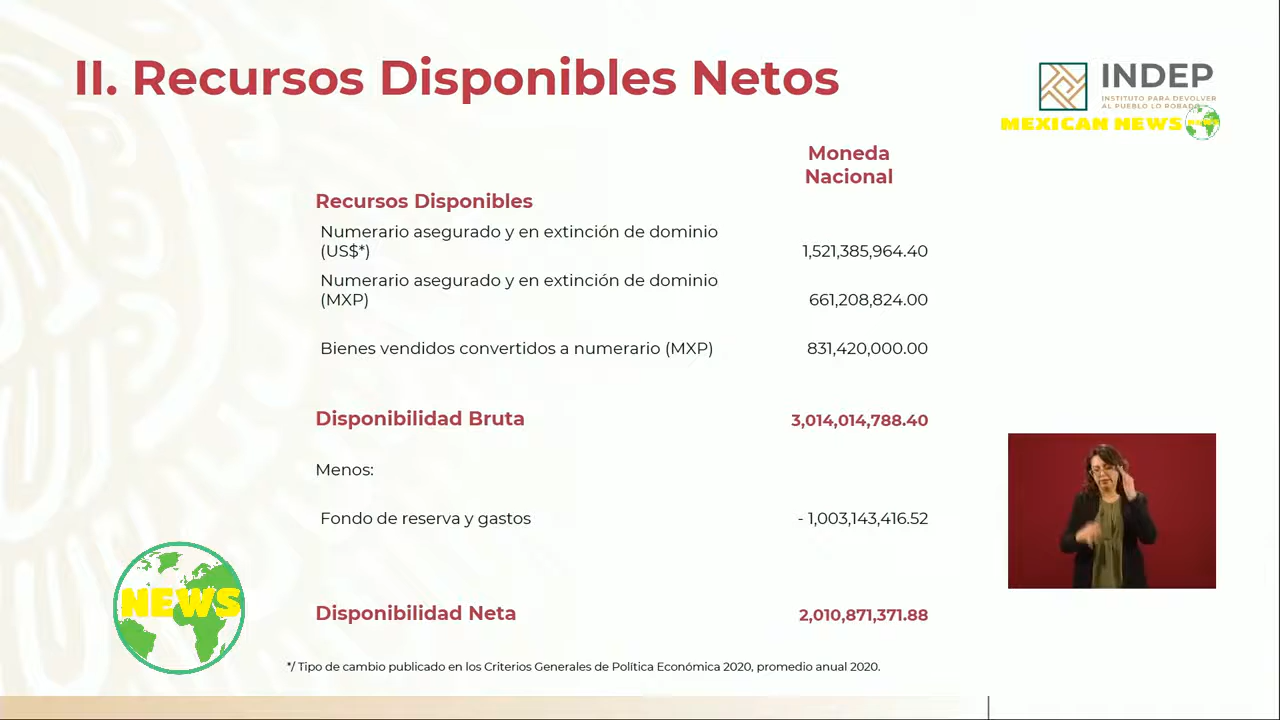 II. Recursos Disponibles Netos
INDEP
INSTITUTO PARA DEVOLVER
AL PUEBLO LO ROBADO
MEXICAN NEWS
Moneda
Nacional
Recursos Disponibles
Numerario asegurado y en extinción de dominio
(US$*) 1,521,385,964.40
Numerario asegurado y en extinción de dominio
(MXP) 661,208,824.00
Bienes vendidos convertidos a numerario (MXP) 831,420,000.00
Disponibilidad Bruta 3,014,014,788.40
Menos:
Fondo de reserva y gastos - 1,003,143,416.52
NEWS
Disponibilidad Neta 2,010,871,371.88
*/ Tipo de cambio publicado en los Criterios Generales de Política Económica 2020, promedio anual 2020.